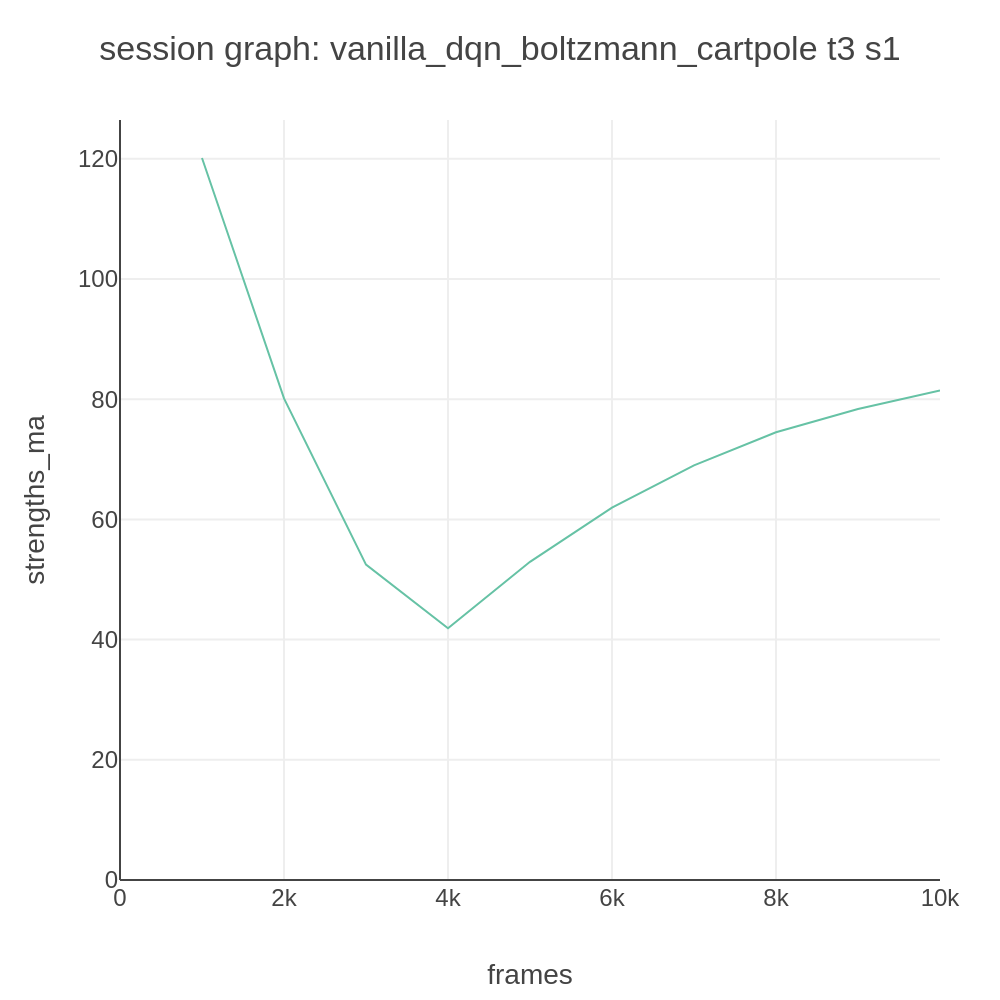 session graph: vanilla_dqn_boltzmann_cartpole t3 s1
120
100
80
60
40
20
0
strengths_ma
0 2k 4k 6k 8k 10k
frames